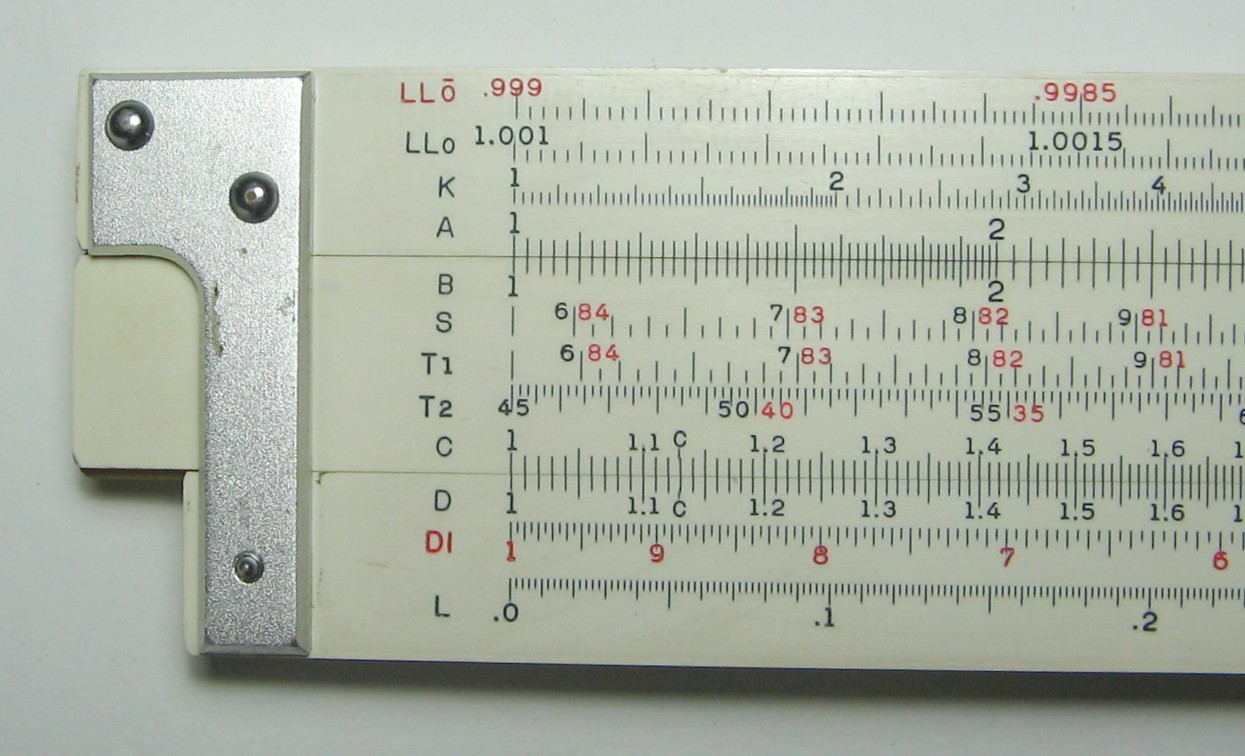 LLō .999 .9985
LLo 1.001 1.0015
K 1 2 3 4
A 1 2
B 1 2
S 6 84 7 83 8 82 9 81
T1 6 84 7 83 8 82 9 81
T2 45 50 40 55 35
C 1 1.1 C 1.2 1.3 1.4 1.5 1.6
D 1 1.1 C 1.2 1.3 1.4 1.5 1.6
DI 1 9 8 7 6
L .0 .1 .2